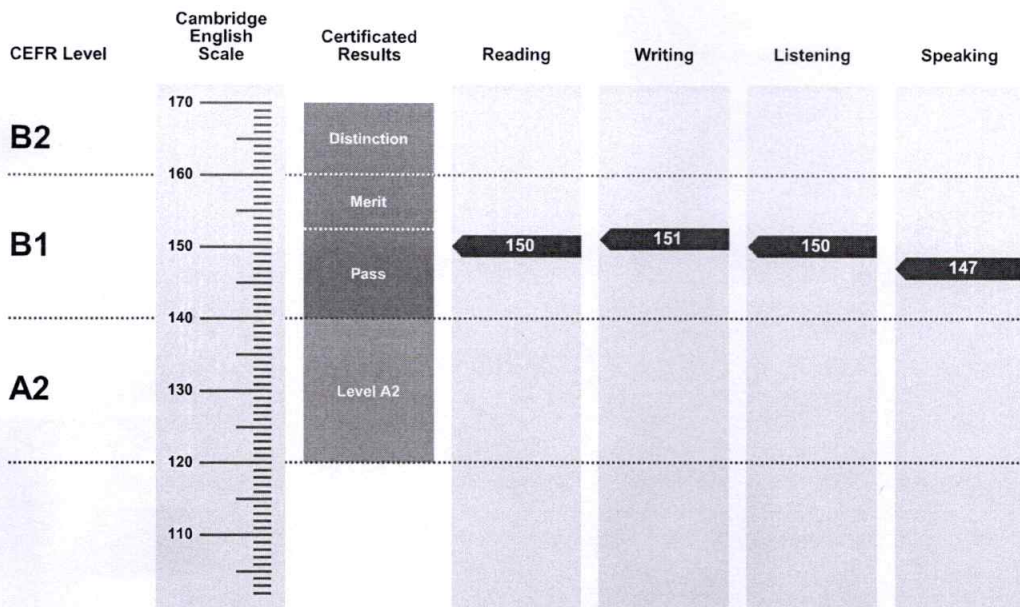 CEFR Level
Cambridge
English
Scale
Certificated
Results
Reading
Writing
Listening
Speaking
170
B2
Distinction
160
Merit
B1
150
150
151
150
147
Pass
140
A2
130
Level A2
120
110